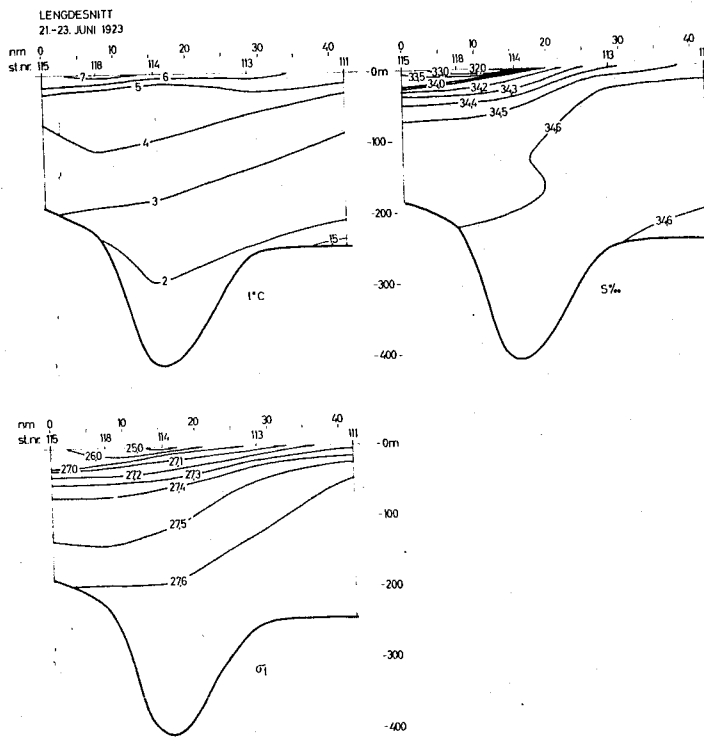 LENGDESNITT
21.-23. JUNI 1923
nm 0 10 20 30 40
st.nr. 115 118 114 113 111
7 6
5
4
3
2
1,5
t°C
0 10 20 30 40
115 118 114 113 111
-0m
-100-
-200-
-300-
-400-
33,5 33,0 32,0
34,0 34,2 34,3
34,4
34,5
34,6
34,6
S‰
nm 0 10 20 30 40
st.nr. 115 118 114 113 111
-0m
-100
-200
-300
-400
26,0 25,0
27,0 27,1
27,2 27,3
27,4
27,5
27,6
σt